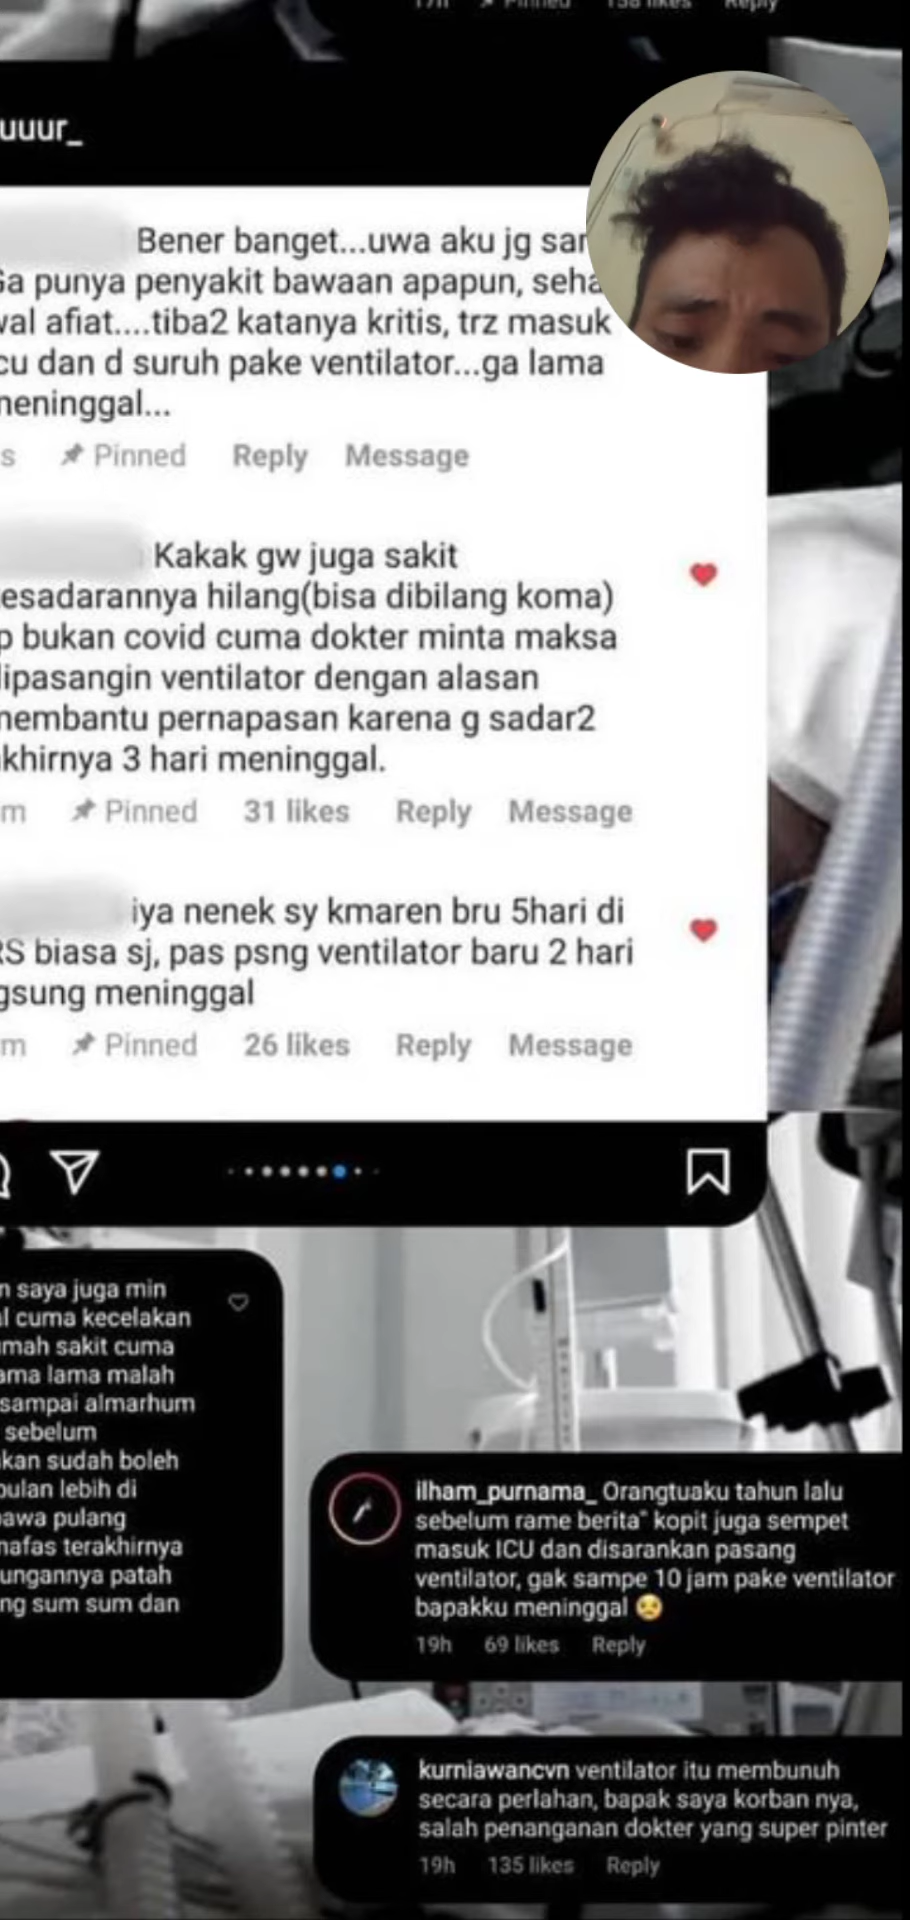 17h Pinned 158 likes Reply
uuur_
Bener banget...uwa aku jg
Ga punya penyakit bawaan apapun,
wal afiat....tiba2 katanya kritis, trz masuk
cu dan d suruh pake ventilator...ga lama
meninggal...
s Pinned Reply Message
Kakak gw juga sakit
esadarannya hilang(bisa dibilang koma)
p bukan covid cuma dokter minta maksa
dipasangin ventilator dengan alasan
membantu pernapasan karena g sadar2
khirnya 3 hari meninggal.
m Pinned 31 likes Reply Message
iya nenek sy kmaren bru 5hari di
RS biasa sj, pas psng ventilator baru 2 hari
gsung meninggal
m Pinned 26 likes Reply Message
n saya juga min
al cuma kecelakan
umah sakit cuma
ama lama malah
sampai almarhum
sebelum
kan sudah boleh
bulan lebih di
bawa pulang
nafas terakhirnya
ungannya patah
ng sum sum dan
ilham_purnama_ Orangtuaku tahun lalu
sebelum rame berita" kopit juga sempet
masuk ICU dan disarankan pasang
ventilator, gak sampe 10 jam pake ventilator
bapakku meninggal 😟
19h 69 likes Reply
kurniawancvn ventilator itu membunuh
secara perlahan, bapak saya korban nya,
salah penanganan dokter yang super pinter
19h 135 likes Reply